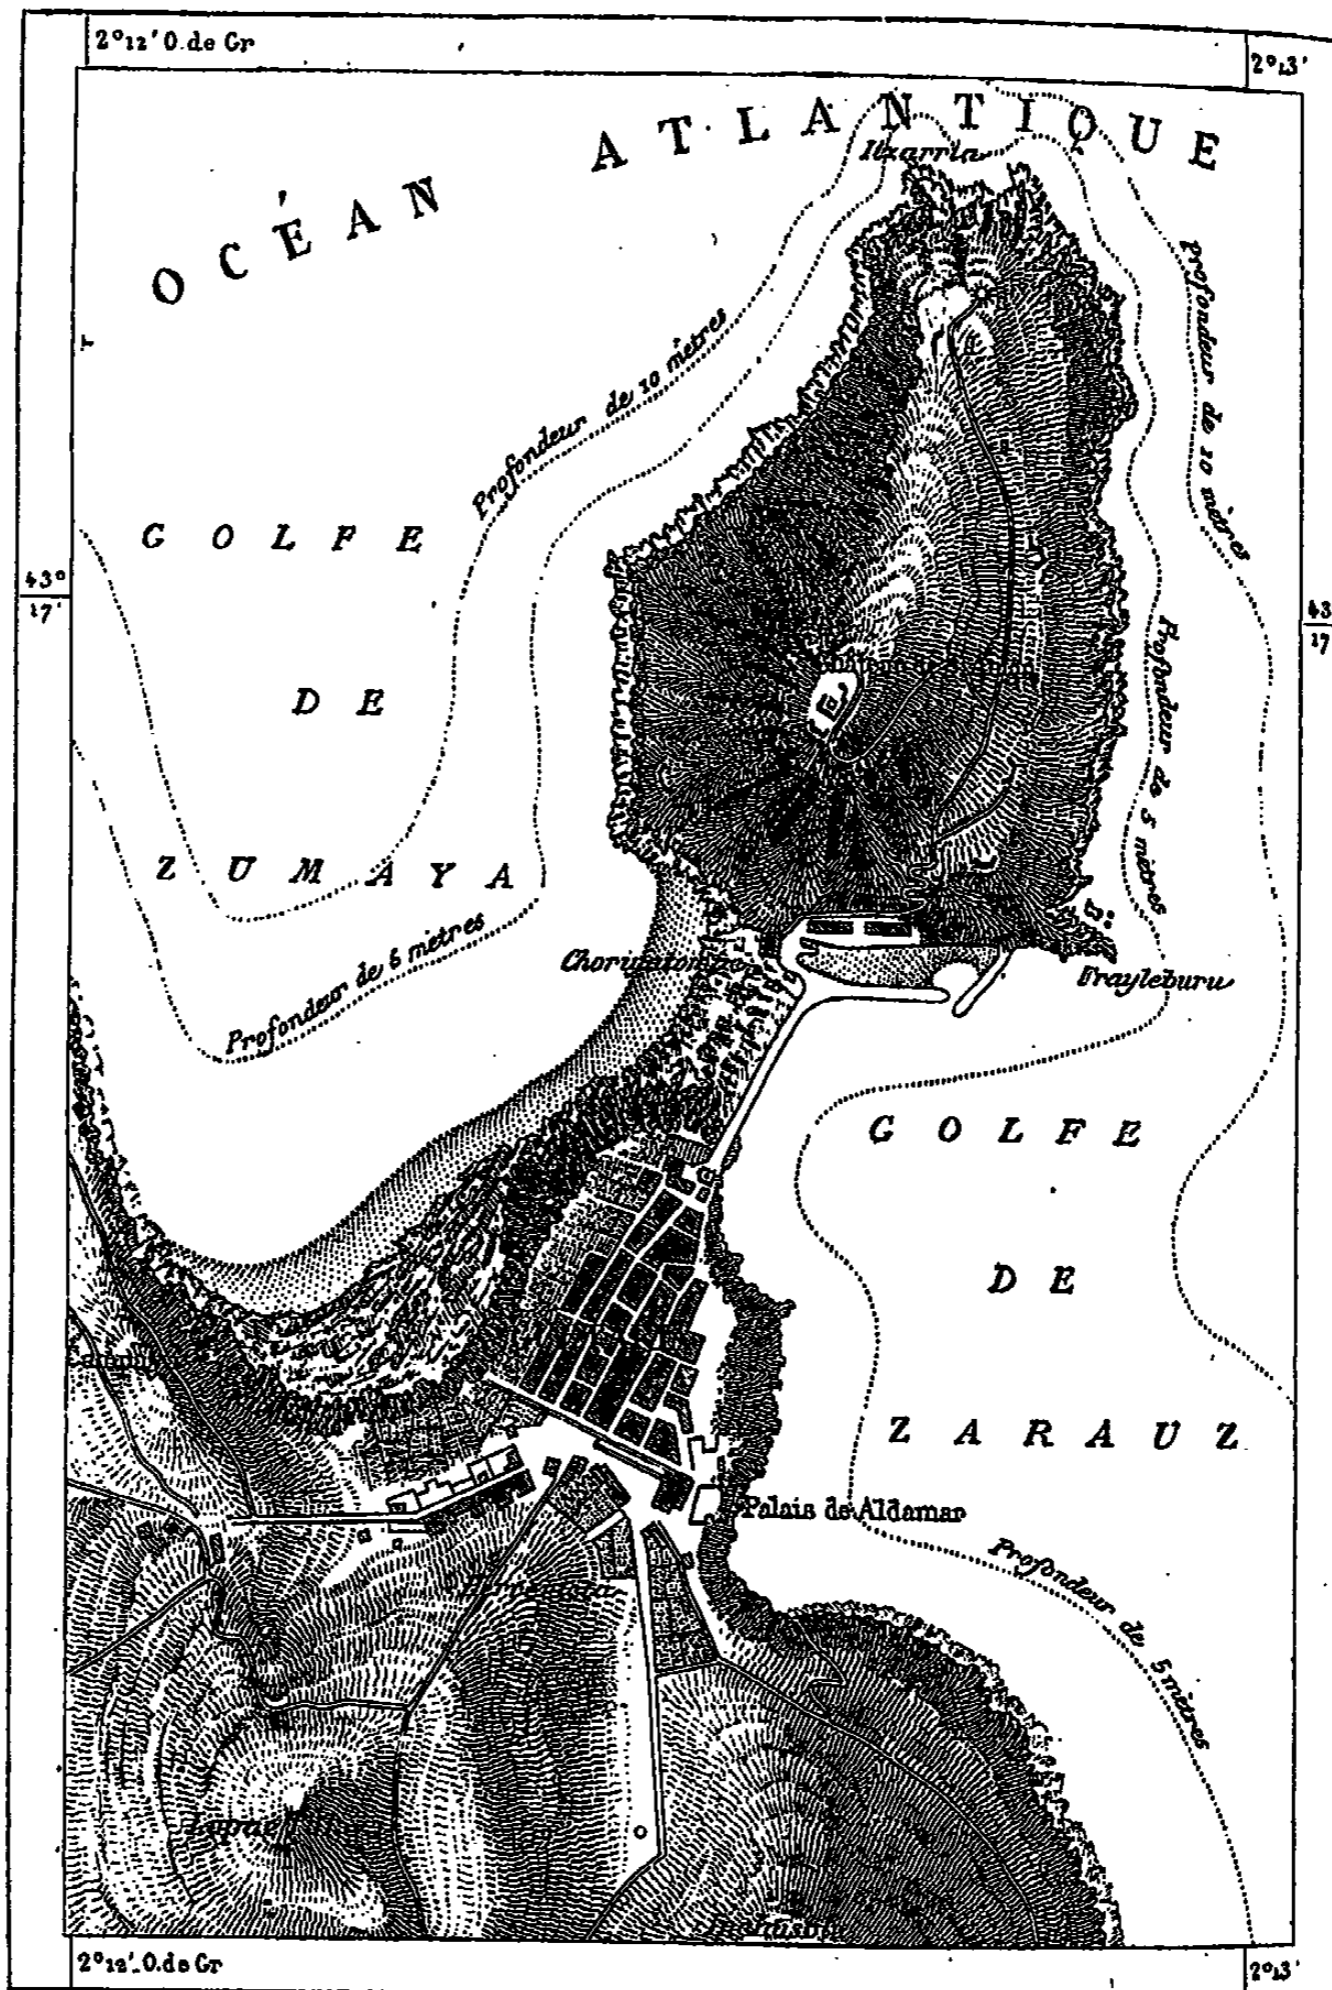 2°12' O. de Gr
2°13'
OCÉAN ATLANTIQUE
Itzarria
Profondeur de 10 mètres
Profondeur de 10 mètres
GOLFE
DE
ZUMAYA
43°
17'
43
17
Profondeur de 5 mètres
Profondeur de 6 mètres
Frayleburu
GOLFE
DE
ZARAUZ
Palais de Aldamar
Profondeur de 5 mètres
2°12'. O. de Gr
2°13'